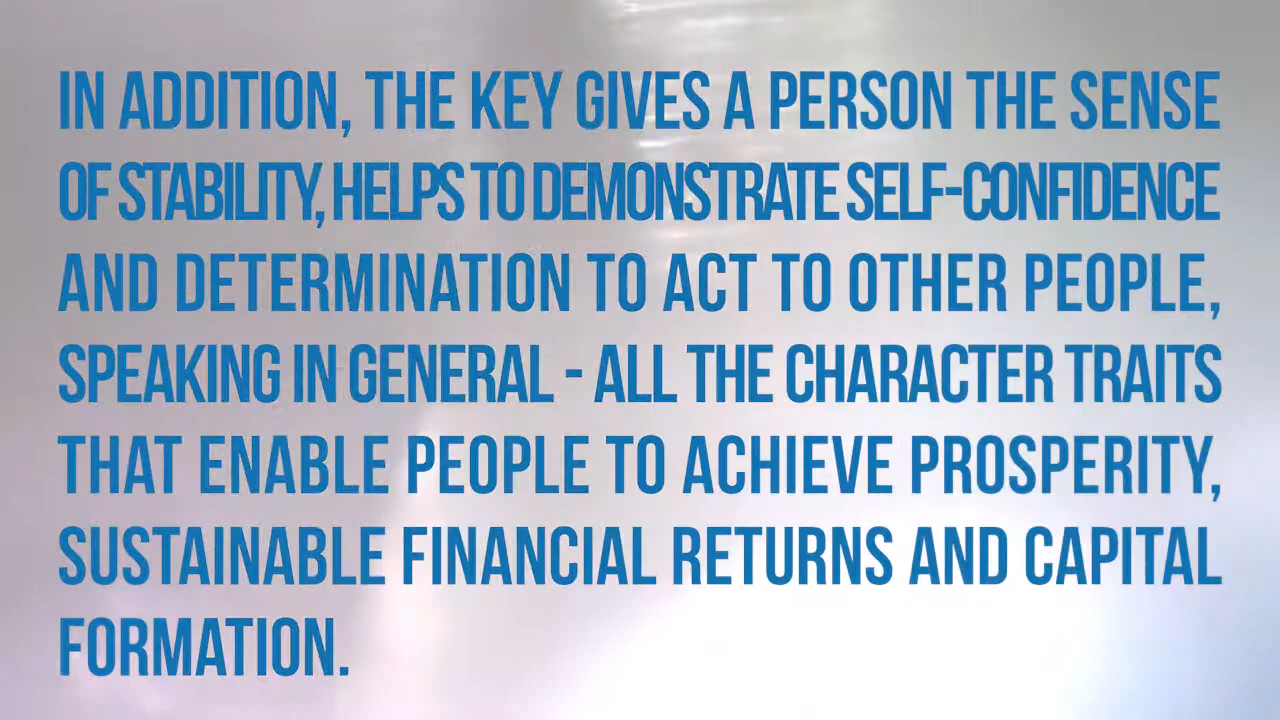 IN ADDITION, THE KEY GIVES A PERSON THE SENSE
OF STABILITY, HELPS TO DEMONSTRATE SELF-CONFIDENCE
AND DETERMINATION TO ACT TO OTHER PEOPLE,
SPEAKING IN GENERAL - ALL THE CHARACTER TRAITS
THAT ENABLE PEOPLE TO ACHIEVE PROSPERITY,
SUSTAINABLE FINANCIAL RETURNS AND CAPITAL
FORMATION.